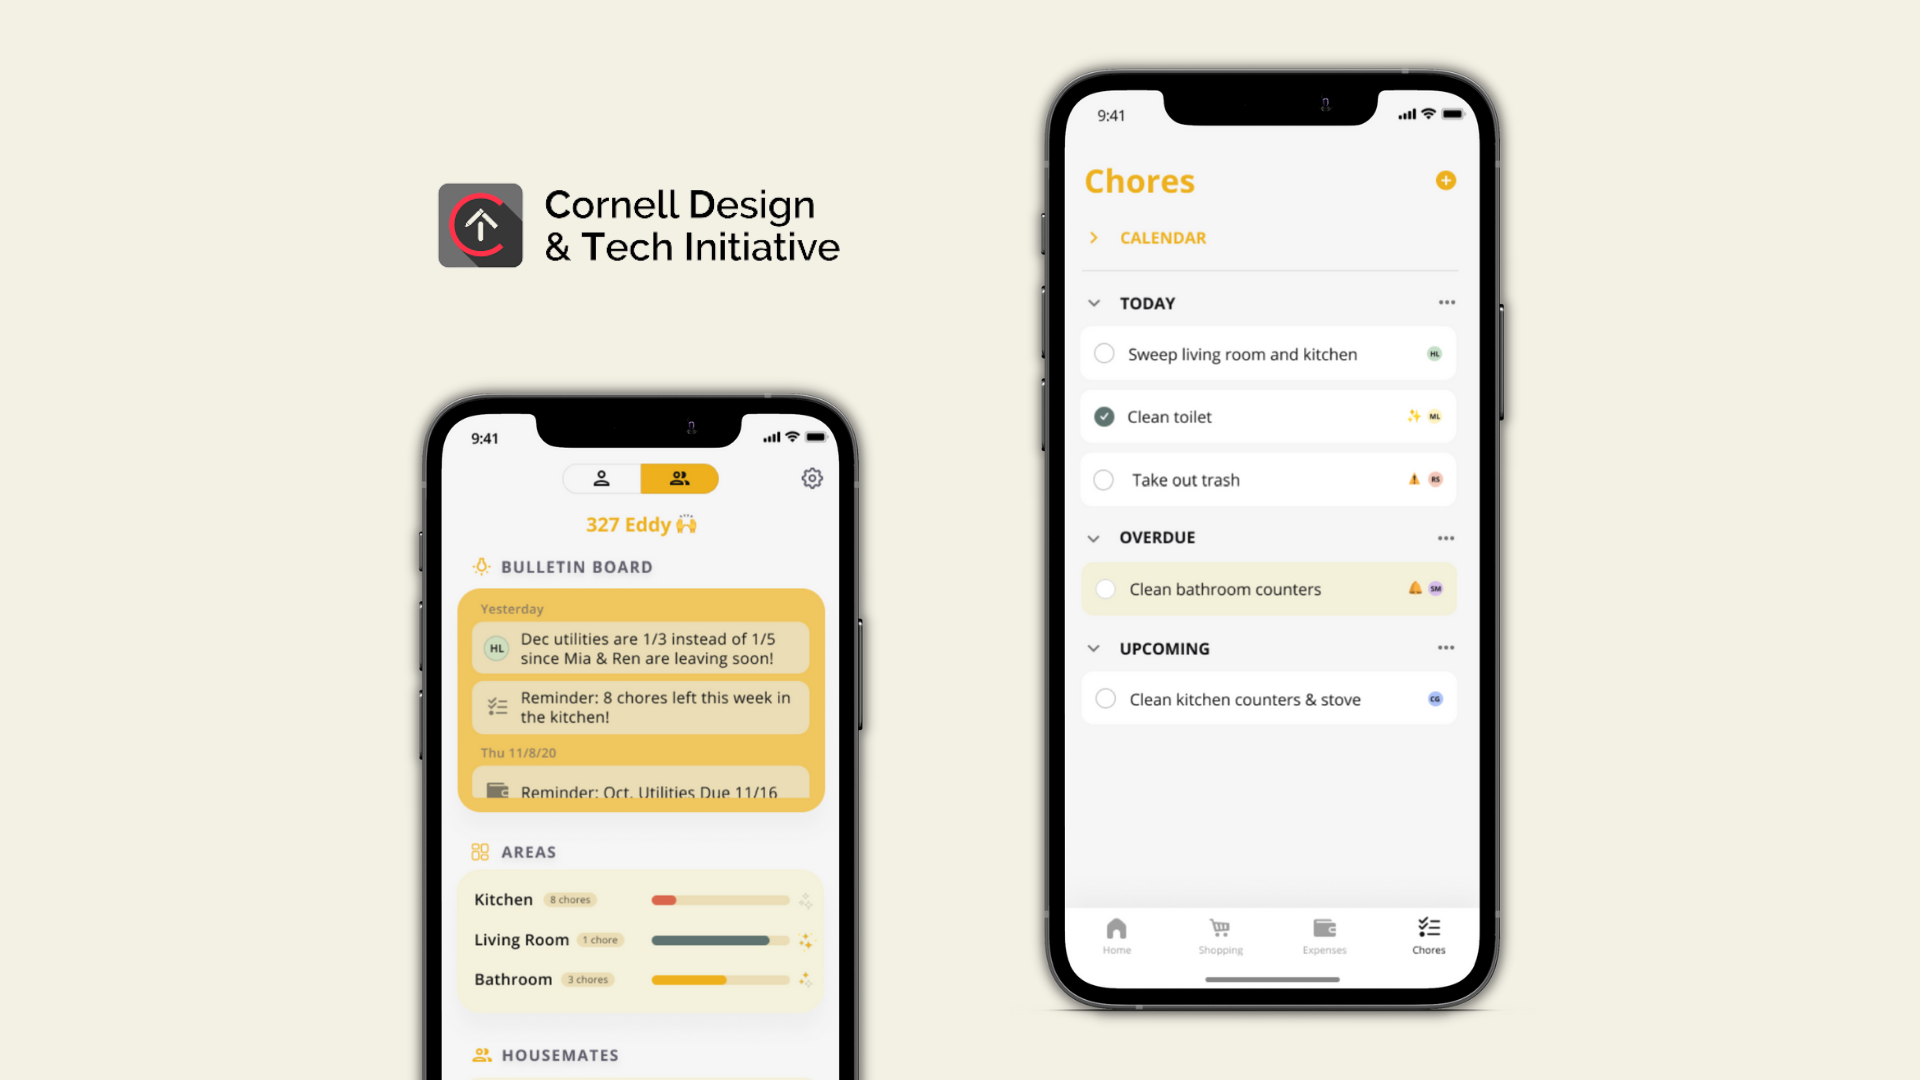 Cornell Design
& Tech Initiative
9:41
327 Eddy
BULLETIN BOARD
Yesterday
HL
Dec utilities are 1/3 instead of 1/5
since Mia & Ren are leaving soon!
Reminder: 8 chores left this week in
the kitchen!
Thu 11/8/20
Reminder: Oct. Utilities Due 11/16
AREAS
Kitchen 8 chores
Living Room 1 chore
Bathroom 3 chores
HOUSEMATES
9:41
Chores
CALENDAR
TODAY
Sweep living room and kitchen HL
Clean toilet ML
Take out trash RS
OVERDUE
Clean bathroom counters SM
UPCOMING
Clean kitchen counters & stove CG
Home Shopping Expenses Chores